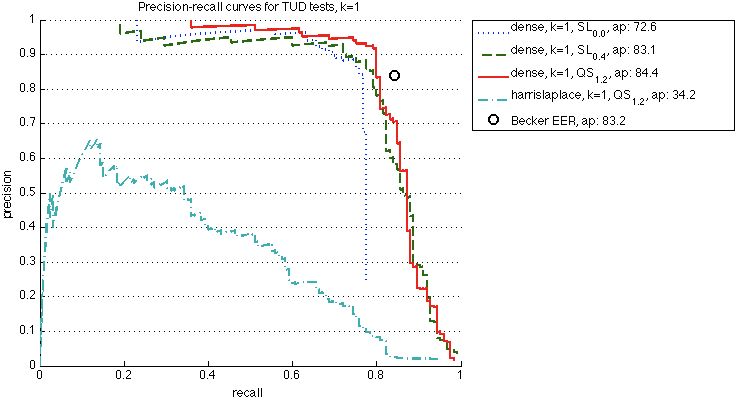 Precision-recall curves for TUD tests, k=1
dense, k=1, SL0.0, ap: 72.6
dense, k=1, SL0.4, ap: 83.1
dense, k=1, QS1.2, ap: 84.4
harrislaplace, k=1, QS1.2, ap: 34.2
Becker EER, ap: 83.2
precision
1
0.9
0.8
0.7
0.6
0.5
0.4
0.3
0.2
0.1
0
0 0.2 0.4 0.6 0.8 1
recall